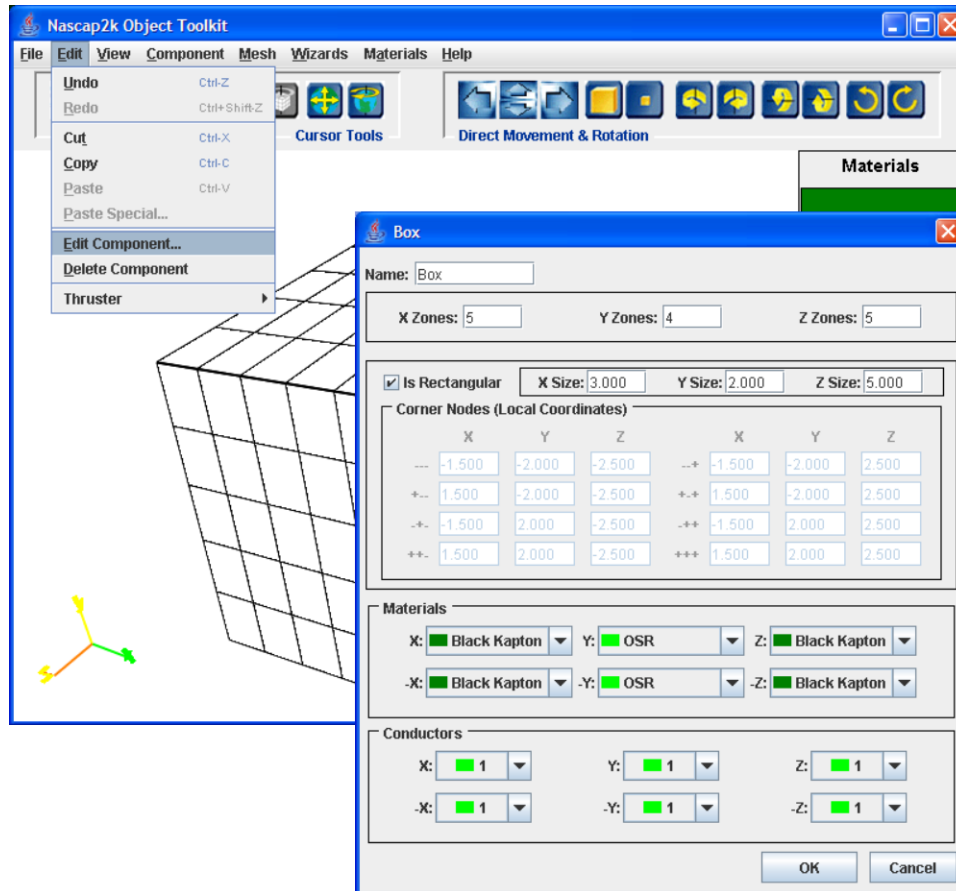 Nascap2k Object Toolkit
File Edit View Component Mesh Wizards Materials Help
Undo Ctrl-Z
Redo Ctrl+Shift-Z
Cut Ctrl-X
Copy Ctrl-C
Paste Ctrl-V
Paste Special...
Edit Component...
Delete Component
Thruster
Cursor Tools
Direct Movement & Rotation
Materials
Box
Name: Box
X Zones: 5 Y Zones: 4 Z Zones: 5
Is Rectangular X Size: 3.000 Y Size: 2.000 Z Size: 5.000
Corner Nodes (Local Coordinates)
X Y Z X Y Z
--- -1.500 -2.000 -2.500 --+ -1.500 -2.000 2.500
+-- 1.500 -2.000 -2.500 +-+ 1.500 -2.000 2.500
-+- -1.500 2.000 -2.500 -++ -1.500 2.000 2.500
++- 1.500 2.000 -2.500 +++ 1.500 2.000 2.500
Materials
X: Black Kapton Y: OSR Z: Black Kapton
-X: Black Kapton -Y: OSR -Z: Black Kapton
Conductors
X: 1 Y: 1 Z: 1
-X: 1 -Y: 1 -Z: 1
OK Cancel